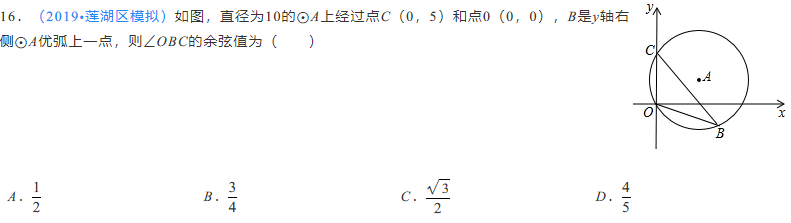 16．（2019•莲湖区模拟）如图，直径为10的⊙A上经过点C（0，5）和点0（0，0），B是y轴右
侧⊙A优弧上一点，则∠OBC的余弦值为（　　）
y
C
A
O
x
B
A．1/2 B．3/4 C．√3/2 D．4/5